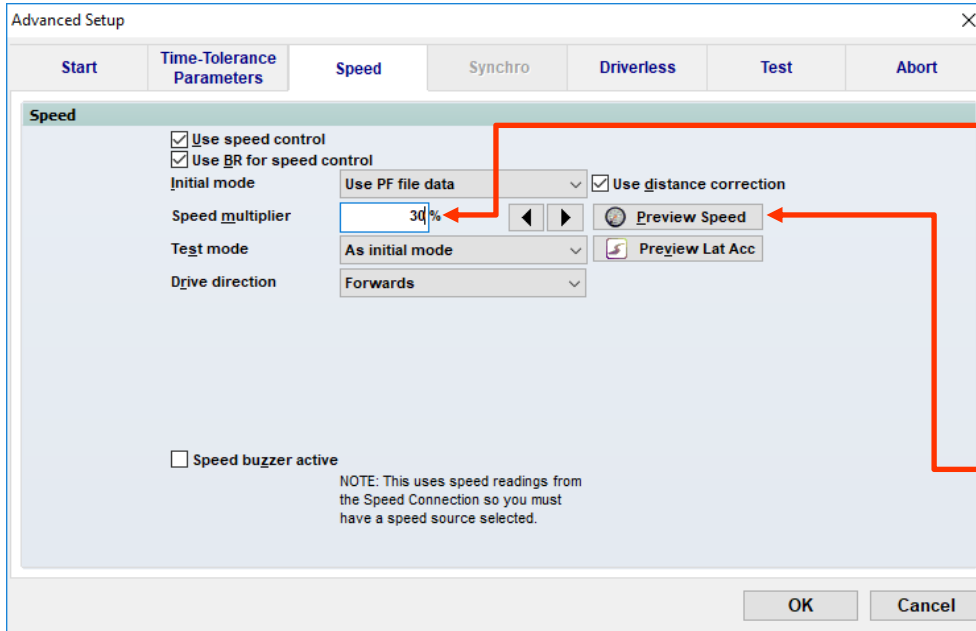 Advanced Setup
Start
Time-Tolerance
Parameters
Speed
Synchro
Driverless
Test
Abort
Speed
Use speed control
Use BR for speed control
Initial mode
Use PF file data
Use distance correction
Speed multiplier
30 %
Preview Speed
Test mode
As initial mode
Preview Lat Acc
Drive direction
Forwards
Speed buzzer active
NOTE: This uses speed readings from
the Speed Connection so you must
have a speed source selected.
OK
Cancel